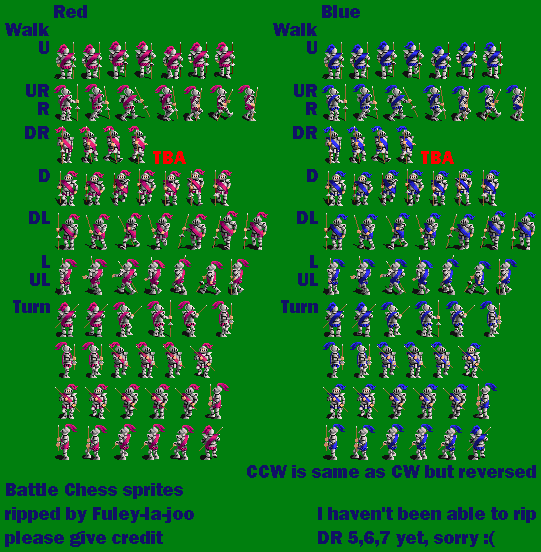 Red Blue
Walk Walk
U U
UR UR
R R
DR DR
TBA TBA
D D
DL DL
L L
UL UL
Turn Turn
CCW is same as CW but reversed
Battle Chess sprites
ripped by Fuley-la-joo I haven't been able to rip
please give credit DR 5,6,7 yet, sorry :(